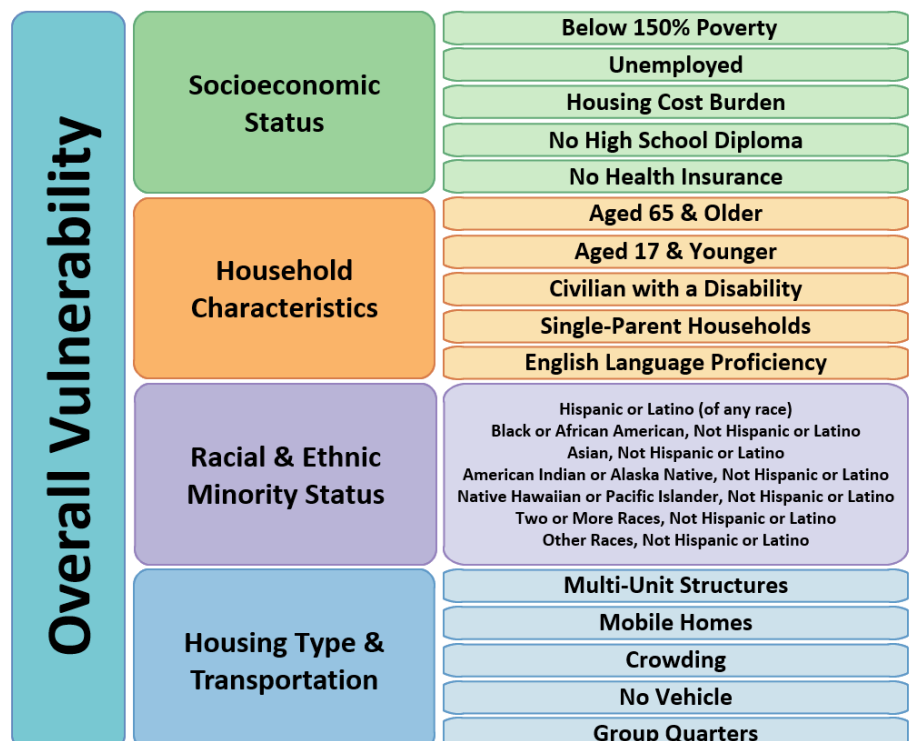 Overall Vulnerability
Socioeconomic
Status
Below 150% Poverty
Unemployed
Housing Cost Burden
No High School Diploma
No Health Insurance
Household
Characteristics
Aged 65 & Older
Aged 17 & Younger
Civilian with a Disability
Single-Parent Households
English Language Proficiency
Racial & Ethnic
Minority Status
Hispanic or Latino (of any race)
Black or African American, Not Hispanic or Latino
Asian, Not Hispanic or Latino
American Indian or Alaska Native, Not Hispanic or Latino
Native Hawaiian or Pacific Islander, Not Hispanic or Latino
Two or More Races, Not Hispanic or Latino
Other Races, Not Hispanic or Latino
Housing Type &
Transportation
Multi-Unit Structures
Mobile Homes
Crowding
No Vehicle
Group Quarters